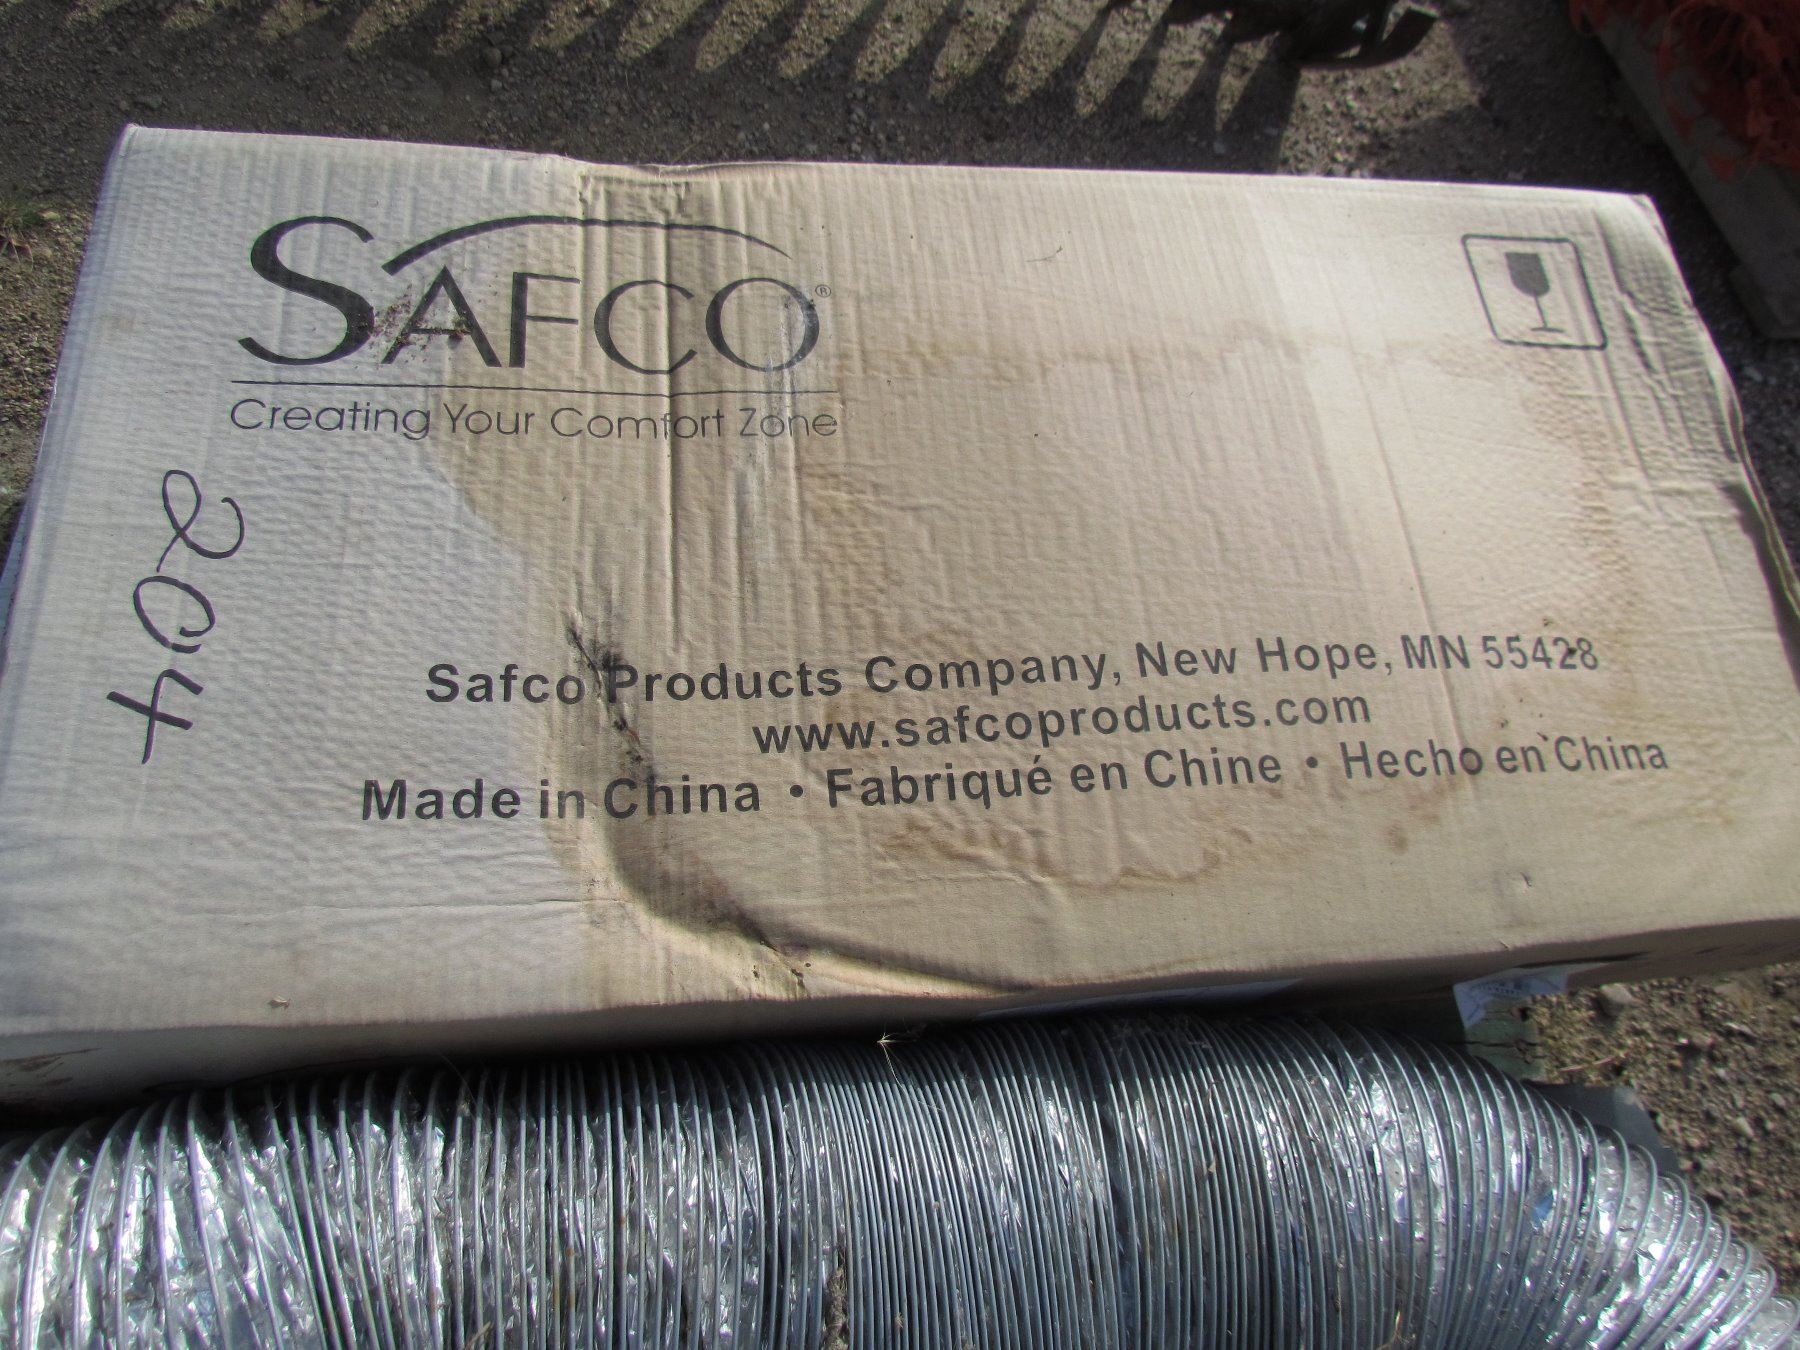 SAFCO®
Creating Your Comfort Zone
204
Safco Products Company, New Hope, MN 55428
www.safcoproducts.com
Made in China • Fabriqué en Chine • Hecho en China